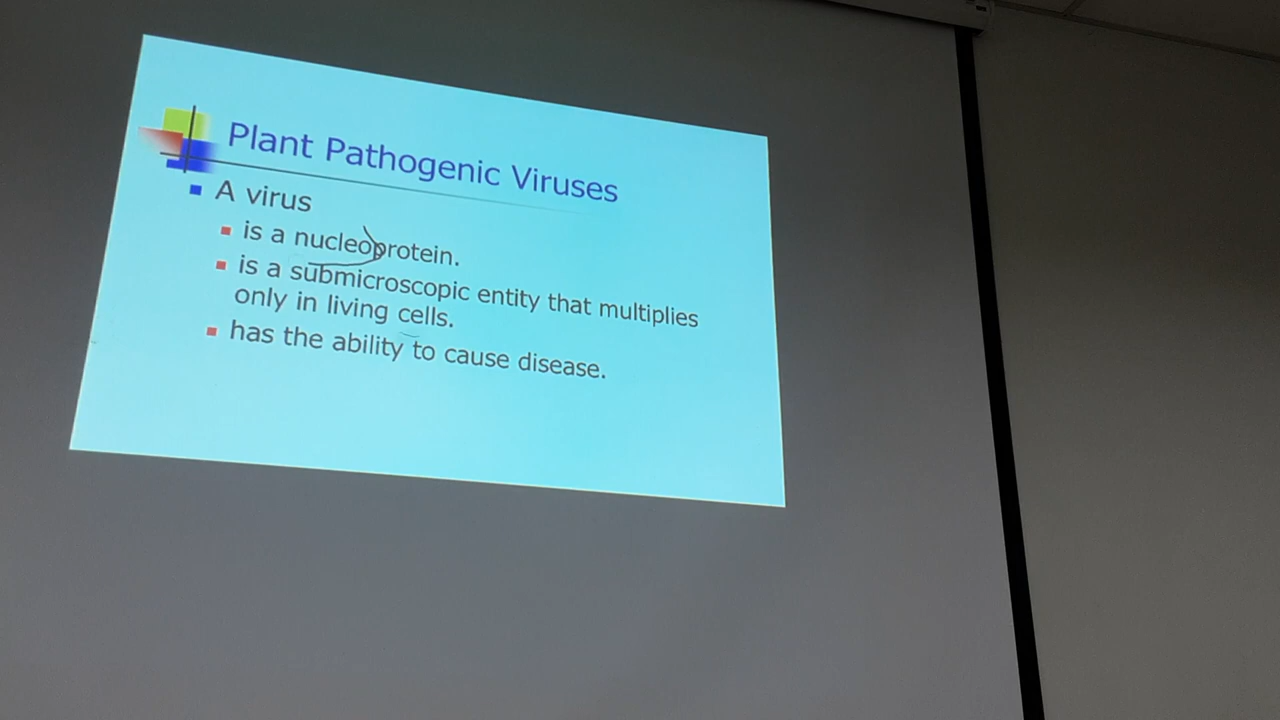 Plant Pathogenic Viruses
A virus
is a nucleoprotein.
is a submicroscopic entity that multiplies
only in living cells.
has the ability to cause disease.